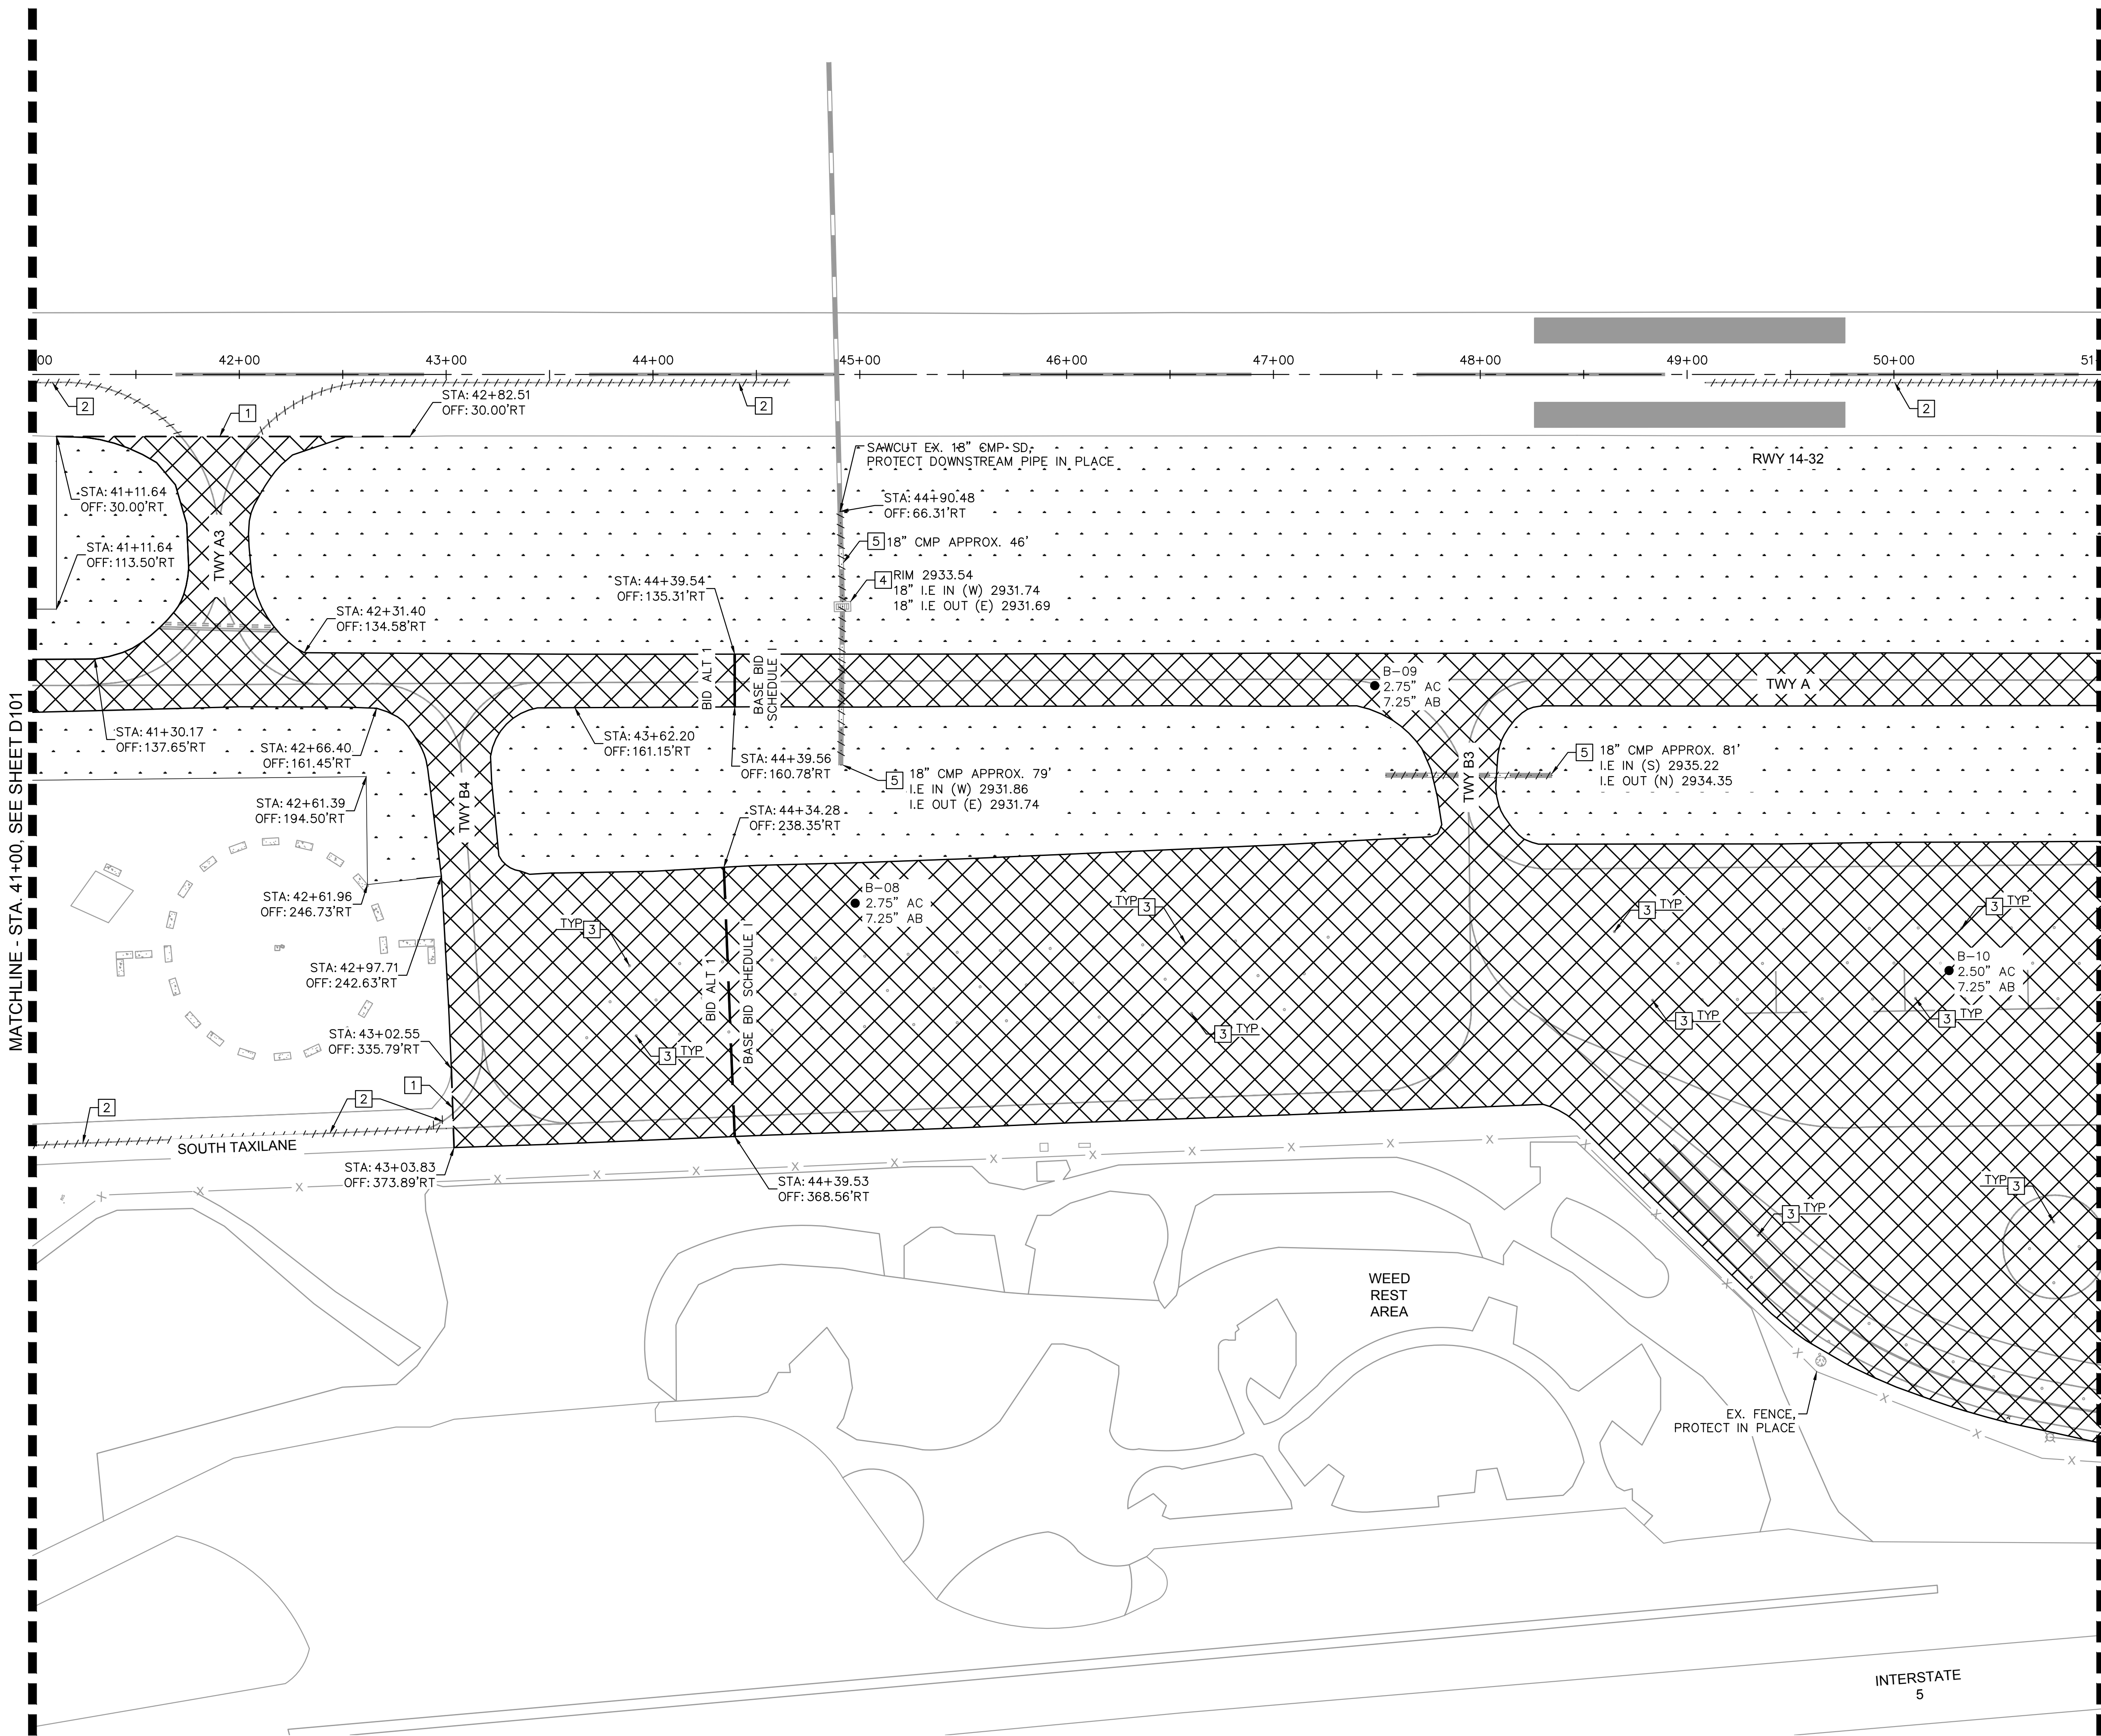 00
42+00
43+00
44+00
45+00
46+00
47+00
48+00
49+00
50+00
51
2
1
STA: 42+82.51
OFF: 30.00'RT
2
2
SAWCUT EX. 18" CMP SD,
PROTECT DOWNSTREAM PIPE IN PLACE
RWY 14-32
STA: 41+11.64
OFF: 30.00'RT
STA: 44+90.48
OFF: 66.31'RT
TWY A3
STA: 41+11.64
OFF: 113.50'RT
5 18" CMP APPROX. 46'
STA: 44+39.54
OFF: 135.31'RT
4 RIM 2933.54
18" I.E IN (W) 2931.74
18" I.E OUT (E) 2931.69
STA: 42+31.40
OFF: 134.58'RT
BID ALT 1
BASE BID
SCHEDULE I
B-09
2.75" AC
7.25" AB
TWY A
MATCHLINE - STA. 41+00, SEE SHEET D101
STA: 41+30.17
OFF: 137.65'RT
STA: 42+66.40
OFF: 161.45'RT
STA: 43+62.20
OFF: 161.15'RT
STA: 44+39.56
OFF: 160.78'RT
5 18" CMP APPROX. 79'
I.E IN (W) 2931.86
I.E OUT (E) 2931.74
TWY B3
5 18" CMP APPROX. 81'
I.E IN (S) 2935.22
I.E OUT (N) 2934.35
TWY B4
STA: 42+61.39
OFF: 194.50'RT
STA: 44+34.28
OFF: 238.35'RT
STA: 42+61.96
OFF: 246.73'RT
B-08
2.75" AC
7.25" AB
TYP 3
TYP 3
3 TYP
3 TYP
STA: 42+97.71
OFF: 242.63'RT
BID ALT 1
BASE BID SCHEDULE I
B-10
2.50" AC
7.25" AB
STA: 43+02.55
OFF: 335.79'RT
3 TYP
3 TYP
3 TYP
3 TYP
1
2
2
SOUTH TAXILANE
STA: 43+03.83
OFF: 373.89'RT
STA: 44+39.53
OFF: 368.56'RT
TYP 3
3 TYP
WEED
REST
AREA
EX. FENCE,
PROTECT IN PLACE
INTERSTATE
5